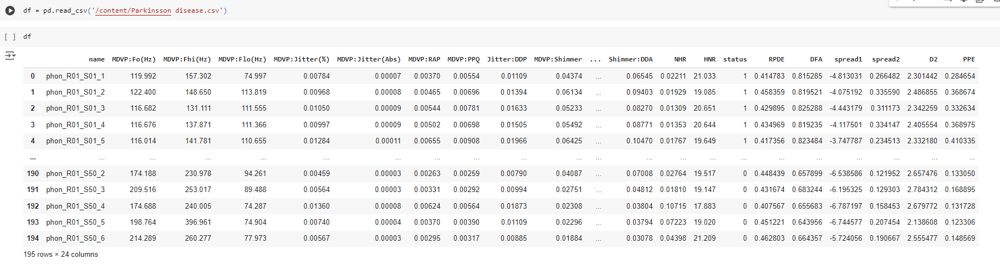 df = pd.read_csv('/content/Parkinsson disease.csv')
[ ] df
name MDVP:Fo(Hz) MDVP:Fhi(Hz) MDVP:Flo(Hz) MDVP:Jitter(%) MDVP:Jitter(Abs) MDVP:RAP MDVP:PPQ Jitter:DDP MDVP:Shimmer ... Shimmer:DDA NHR HNR status RPDE DFA spread1 spread2 D2 PPE
0 phon_R01_S01_1 119.992 157.302 74.997 0.00784 0.00007 0.00370 0.00554 0.01109 0.04374 ... 0.06545 0.02211 21.033 1 0.414783 0.815285 -4.813031 0.266482 2.301442 0.284654
1 phon_R01_S01_2 122.400 148.650 113.819 0.00968 0.00008 0.00465 0.00696 0.01394 0.06134 ... 0.09403 0.01929 19.085 1 0.458359 0.819521 -4.075192 0.335590 2.486855 0.368674
2 phon_R01_S01_3 116.682 131.111 111.555 0.01050 0.00009 0.00544 0.00781 0.01633 0.05233 ... 0.08270 0.01309 20.651 1 0.429895 0.825288 -4.443179 0.311173 2.342259 0.332634
3 phon_R01_S01_4 116.676 137.871 111.366 0.00997 0.00009 0.00502 0.00698 0.01505 0.05492 ... 0.08771 0.01353 20.644 1 0.434969 0.819235 -4.117501 0.334147 2.405554 0.368975
4 phon_R01_S01_5 116.014 141.781 110.655 0.01284 0.00011 0.00655 0.00908 0.01966 0.06425 ... 0.10470 0.01767 19.649 1 0.417356 0.823484 -3.747787 0.234513 2.332180 0.410335
... ... ... ... ... ... ... ... ... ... ... ... ... ... ... ... ... ... ... ... ... ...
190 phon_R01_S50_2 174.188 230.978 94.261 0.00459 0.00003 0.00263 0.00259 0.00790 0.04087 ... 0.07008 0.02764 19.517 0 0.448439 0.657899 -6.538586 0.121952 2.657476 0.133050
191 phon_R01_S50_3 209.516 253.017 89.488 0.00564 0.00003 0.00331 0.00292 0.00994 0.02751 ... 0.04812 0.01810 19.147 0 0.431674 0.683244 -6.195325 0.129303 2.784312 0.168895
192 phon_R01_S50_4 174.688 240.005 74.287 0.01360 0.00008 0.00624 0.00564 0.01873 0.02308 ... 0.03804 0.10715 17.883 0 0.407567 0.655683 -6.787197 0.158453 2.679772 0.131728
193 phon_R01_S50_5 198.764 396.961 74.904 0.00740 0.00004 0.00370 0.00390 0.01109 0.02296 ... 0.03794 0.07223 19.020 0 0.451221 0.643956 -6.744577 0.207454 2.138608 0.123306
194 phon_R01_S50_6 214.289 260.277 77.973 0.00567 0.00003 0.00295 0.00317 0.00885 0.01884 ... 0.03078 0.04398 21.209 0 0.462803 0.664357 -5.724056 0.190667 2.555477 0.148569
195 rows × 24 columns